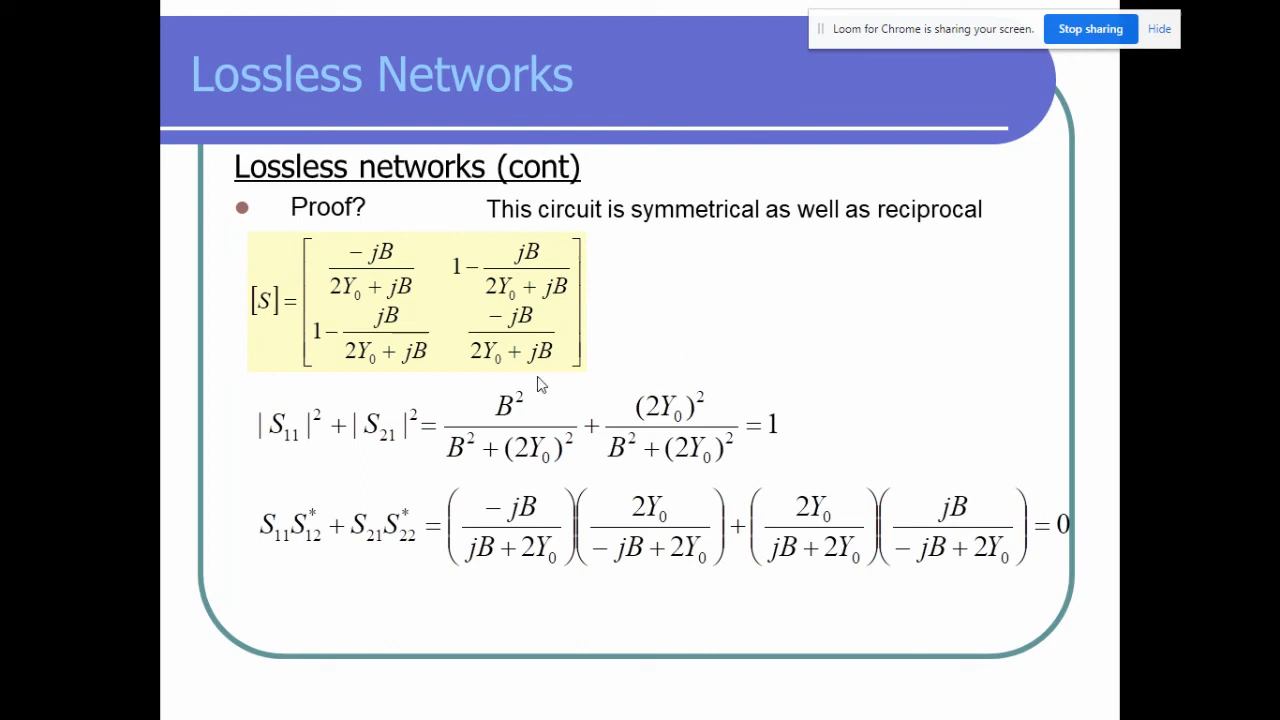 Loom for Chrome is sharing your screen. Stop sharing Hide
Lossless Networks
Lossless networks (cont)
Proof? This circuit is symmetrical as well as reciprocal
[S] = [ −jB / (2Y₀ + jB)   1 − jB / (2Y₀ + jB)
1 − jB / (2Y₀ + jB)   −jB / (2Y₀ + jB) ]
|S₁₁|² + |S₂₁|² = B² / (B² + (2Y₀)²) + (2Y₀)² / (B² + (2Y₀)²) = 1
S₁₁S₁₂* + S₂₁S₂₂* = (−jB / (jB + 2Y₀)) (2Y₀ / (−jB + 2Y₀)) + (2Y₀ / (jB + 2Y₀)) (jB / (−jB + 2Y₀)) = 0